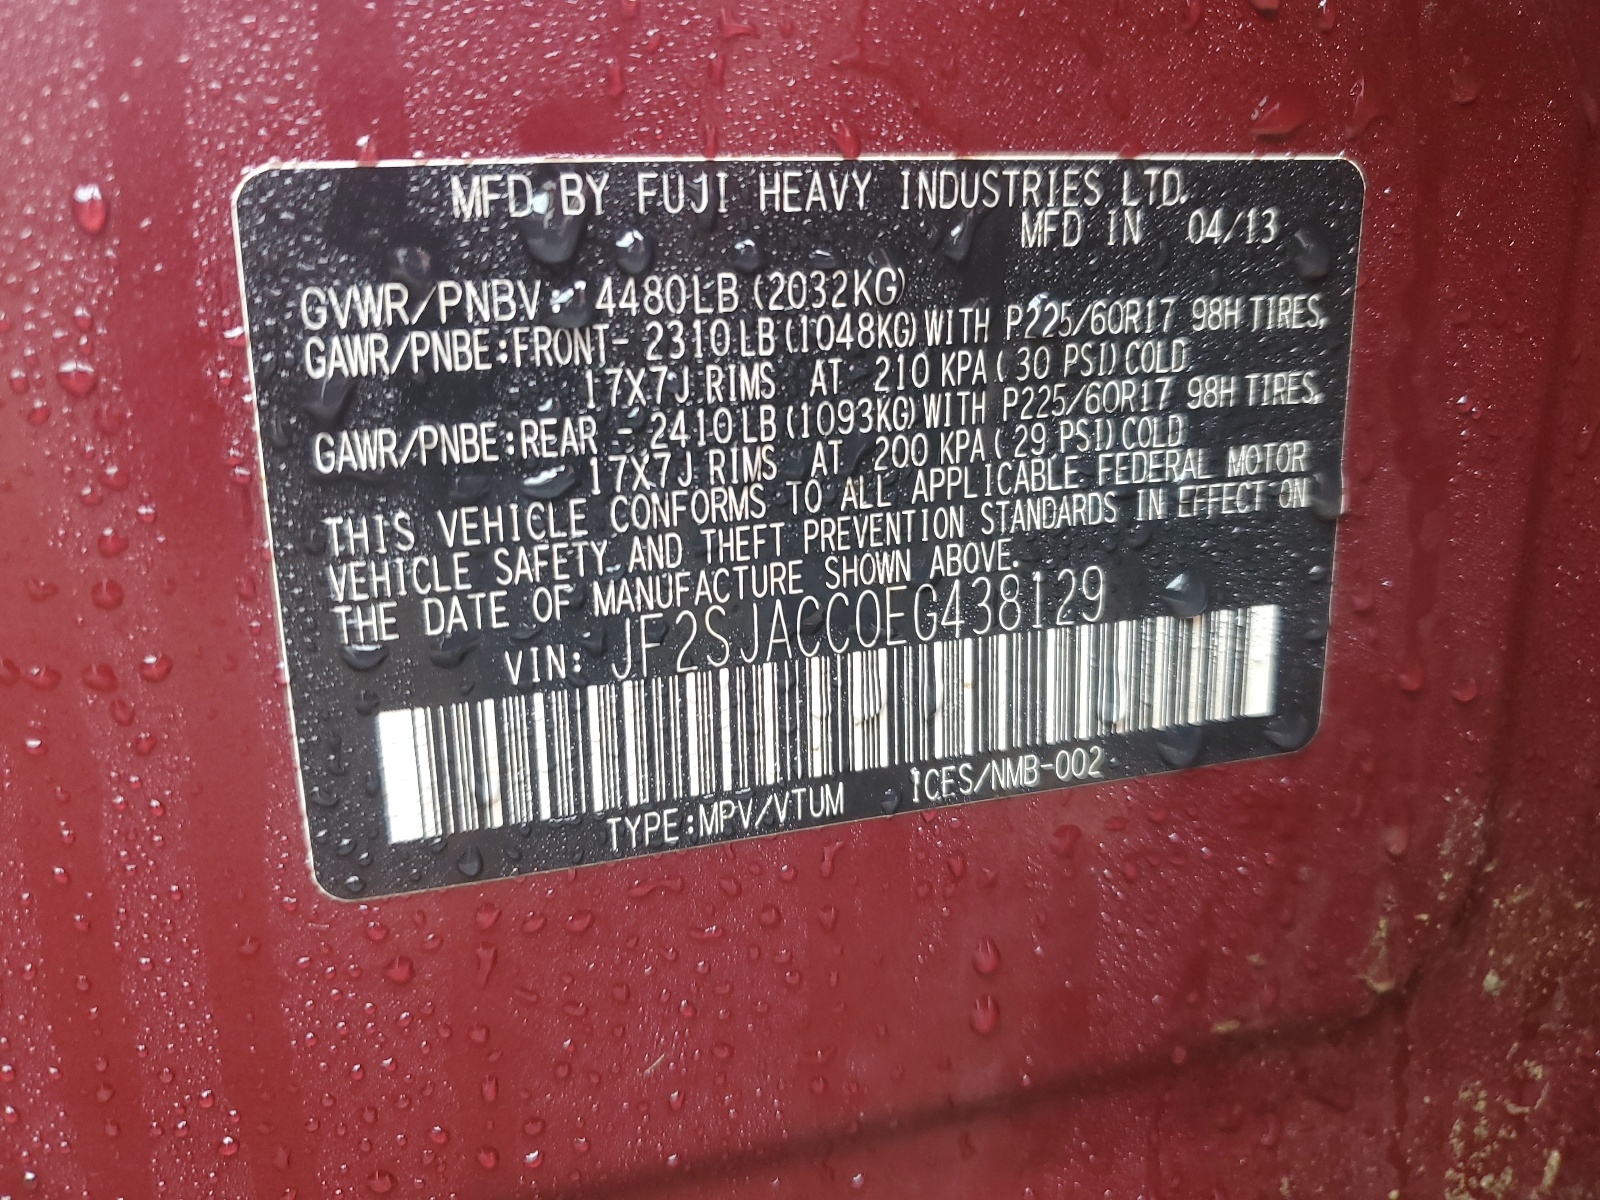 MFD. BY FUJI HEAVY INDUSTRIES LTD.
MFD IN 04/13
GVWR/PNBV: 4480LB (2032KG)
GAWR/PNBE:FRONT- 2310LB (1048KG) WITH P225/60R17 98H TIRES,
17X7J RIMS AT 210 KPA ( 30 PSI) COLD
GAWR/PNBE:REAR - 2410LB (1093KG) WITH P225/60R17 98H TIRES,
17X7J RIMS AT 200 KPA ( 29 PSI) COLD
THIS VEHICLE CONFORMS TO ALL APPLICABLE FEDERAL MOTOR
VEHICLE SAFETY AND THEFT PREVENTION STANDARDS IN EFFECT ON
THE DATE OF MANUFACTURE SHOWN ABOVE.
VIN: JF2SJACC0EG438129
TYPE:MPV/VTUM ICES/NMB-002